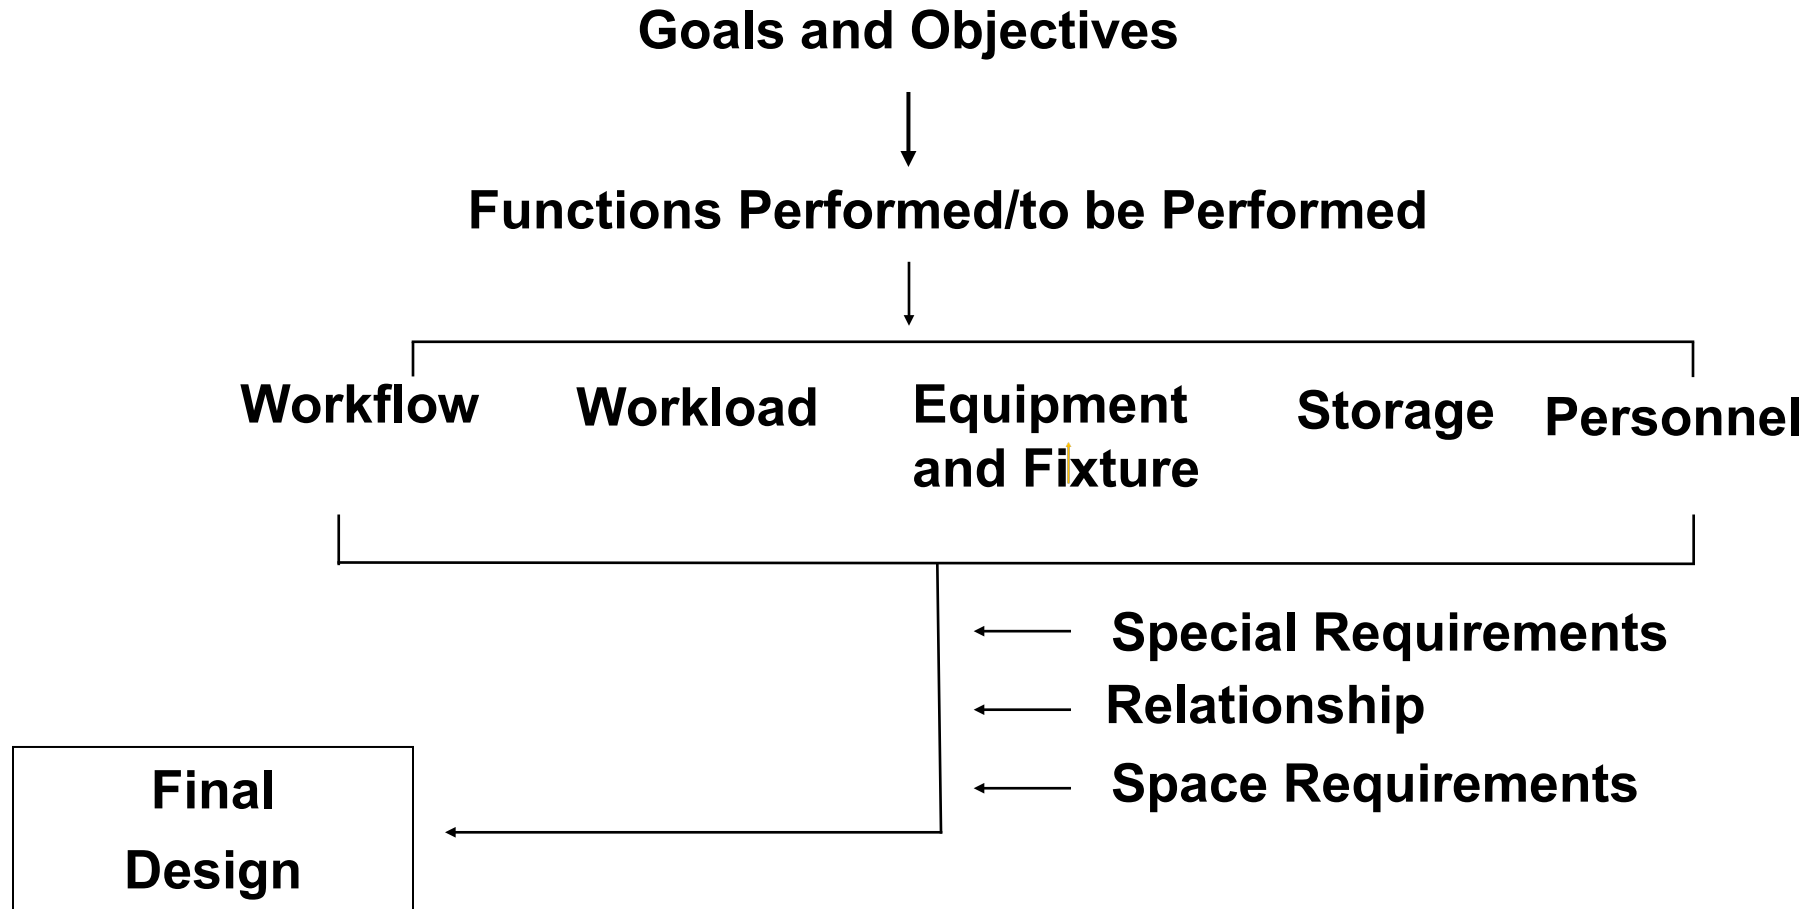 Goals and Objectives
Functions Performed/to be Performed
Workflow
Workload
Equipment
and Fixture
Storage
Personnel
Special Requirements
Relationship
Space Requirements
Final
Design